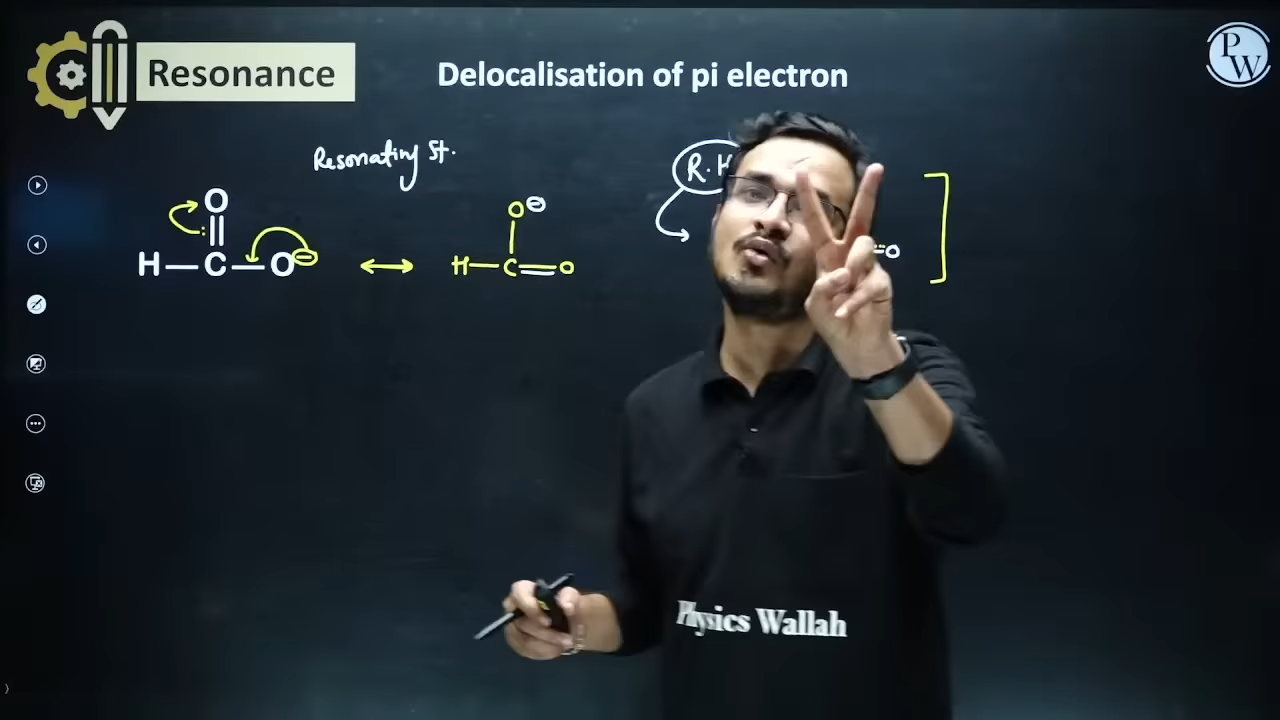 Resonance
Delocalisation of pi electron
P
W
Resonating St.
R.H
O
H—C—O⊖
↔
O⊖
H—C=O
=O
Physics Wallah